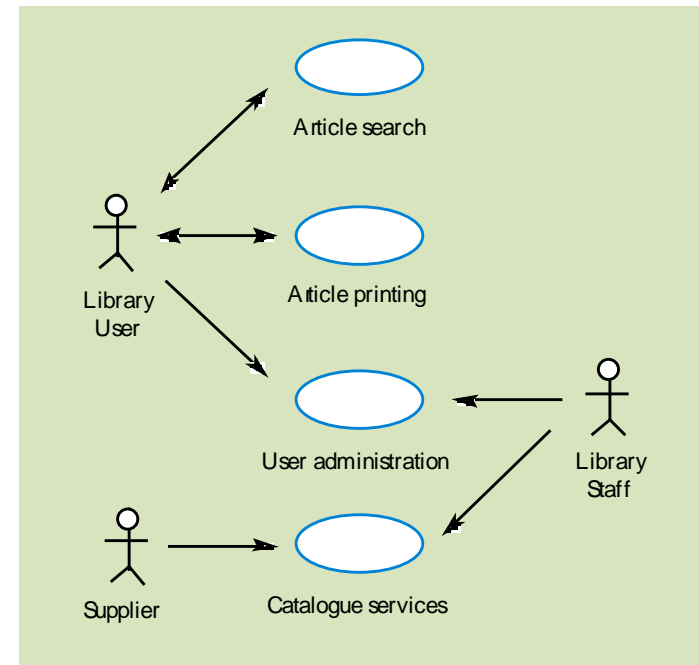 Article search
Article printing
Library
User
User administration
Library
Staff
Supplier
Catalogue services